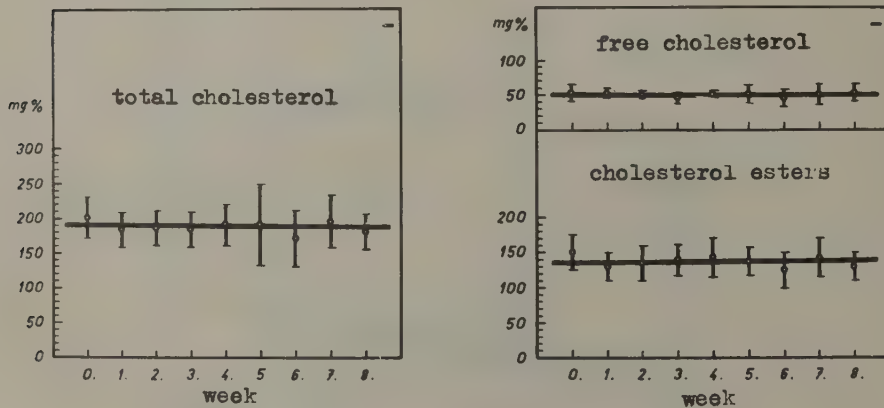 total cholesterol
mg%
300
250
200
150
100
50
0
0. 1. 2. 3. 4. 5 6. 7. 8.
week
mg%
free cholesterol
100
50
0
cholesterol esters
200
150
100
50
0
0. 1. 2. 3. 4. 5. 6. 7. 8.
week